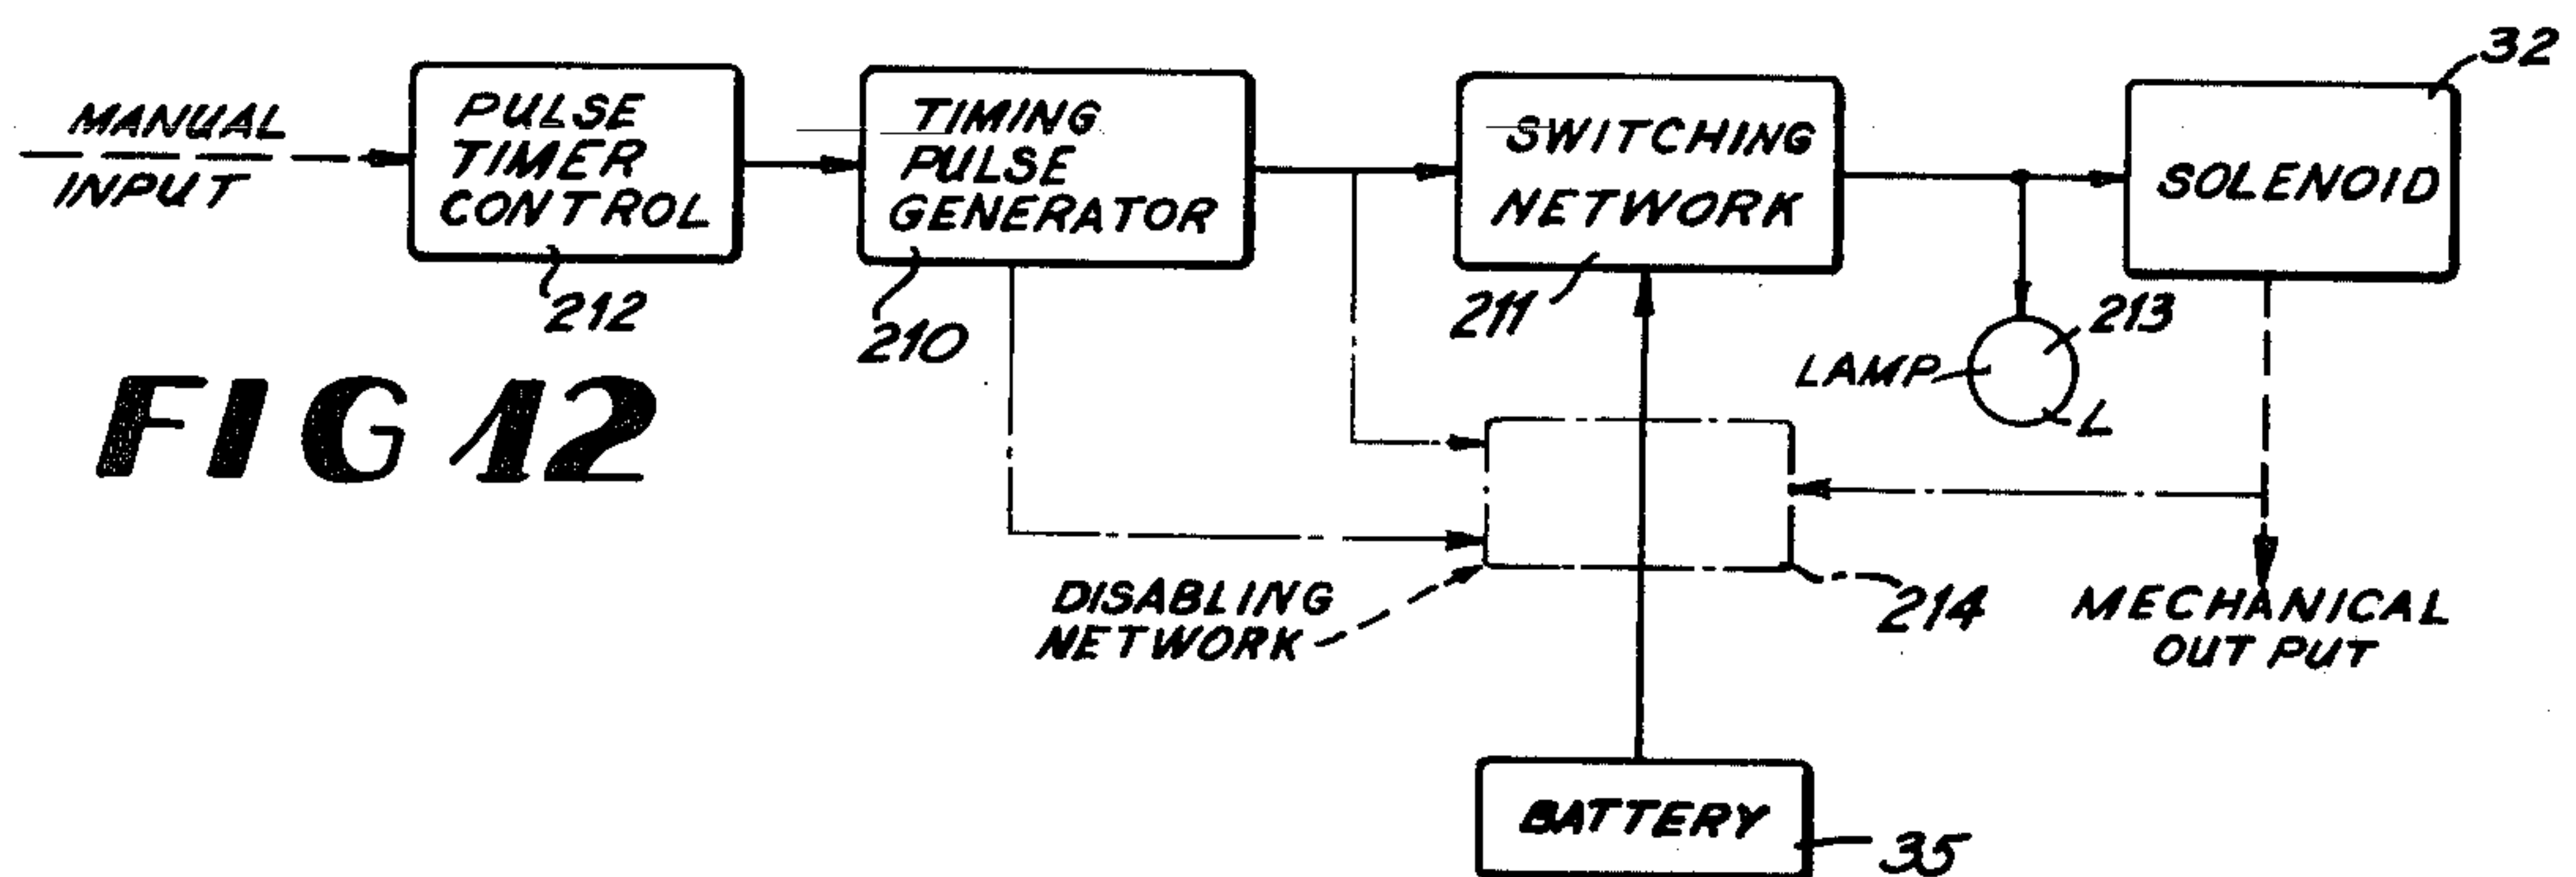 MANUAL
INPUT
PULSE
TIMER
CONTROL
212
TIMING
PULSE
GENERATOR
210
SWITCHING
NETWORK
211
SOLENOID
32
LAMP
213
L
FIG 12
DISABLING
NETWORK
214
MECHANICAL
OUT PUT
BATTERY
35